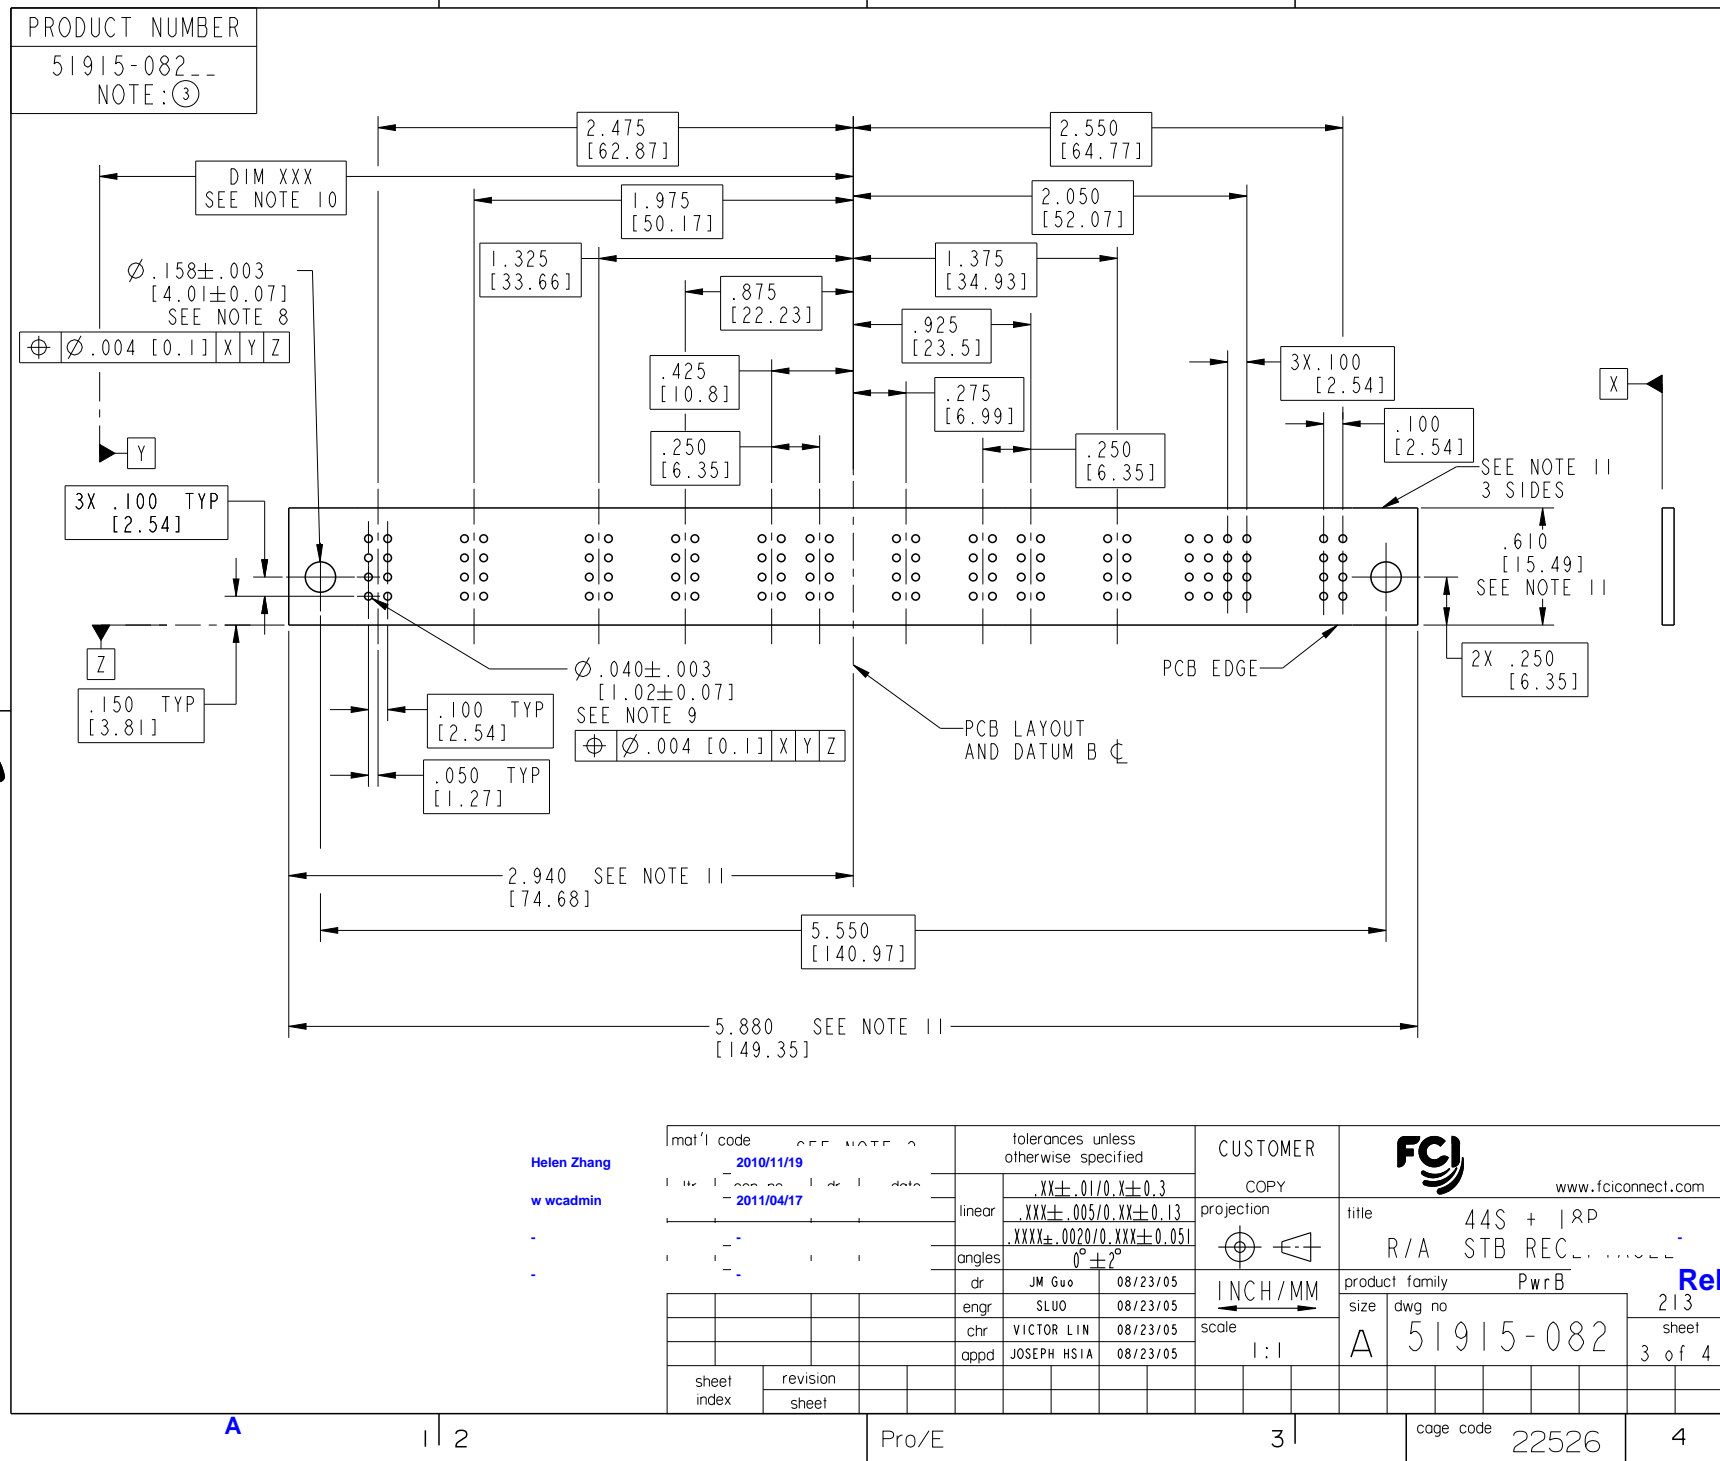 PRODUCT NUMBER
51915-082__
NOTE: 3
2.475
[62.87]
2.550
[64.77]
DIM XXX
SEE NOTE 10
1.975
[50.17]
2.050
[52.07]
1.325
[33.66]
1.375
[34.93]
Ø.158±.003
[4.01±0.07]
SEE NOTE 8
⌖ Ø.004 [0.1] X Y Z
.875
[22.23]
.925
[23.5]
.425
[10.8]
.275
[6.99]
3X.100
[2.54]
X
.100
[2.54]
Y
.250
[6.35]
.250
[6.35]
SEE NOTE 11
3 SIDES
3X .100 TYP
[2.54]
.610
[15.49]
SEE NOTE 11
Z
.150 TYP
[3.81]
Ø.040±.003
[1.02±0.07]
SEE NOTE 9
⌖ Ø.004 [0.1] X Y Z
PCB EDGE
2X .250
[6.35]
.100 TYP
[2.54]
PCB LAYOUT
AND DATUM B ℄
.050 TYP
[1.27]
2.940 SEE NOTE 11
[74.68]
5.550
[140.97]
5.880 SEE NOTE 11
[149.35]
mat'l code
Helen Zhang 2010/11/19
w wcadmin 2011/04/17
- -
- -
tolerances unless
otherwise specified
linear
.XX±.01/0.X±0.3
.XXX±.005/0.XX±0.13
.XXXX±.0020/0.XXX±0.051
angles 0°±2°
dr JM Guo 08/23/05
engr SLUO 08/23/05
chr VICTOR LIN 08/23/05
appd JOSEPH HSIA 08/23/05
CUSTOMER
COPY
projection
INCH/MM
scale
1:1
FCI
www.fciconnect.com
title
44S + 18P
R/A STB
-
product family PwrB
Rel
213
size
A
dwg no
51915-082
sheet
3 of 4
sheet
index
revision
sheet
A
1 2
Pro/E
3
cage code 22526
4